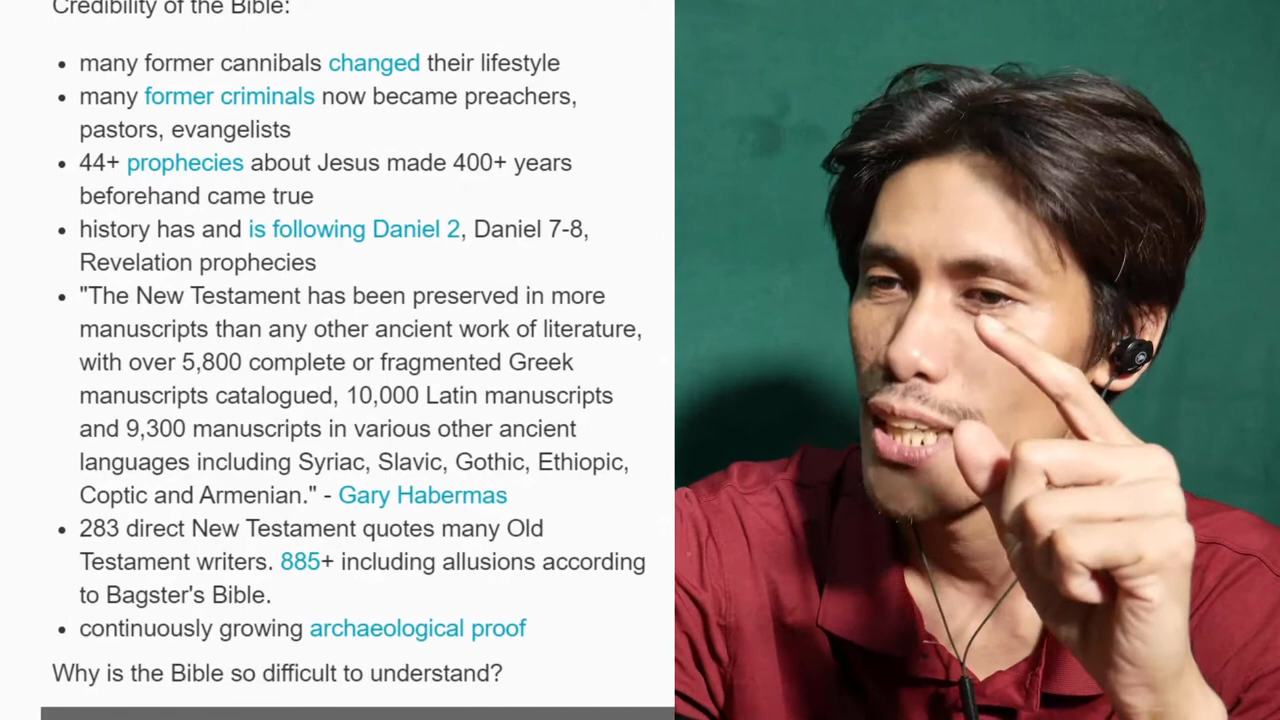 Credibility of the Bible:
many former cannibals changed their lifestyle
many former criminals now became preachers,
pastors, evangelists
44+ prophecies about Jesus made 400+ years
beforehand came true
history has and is following Daniel 2, Daniel 7-8,
Revelation prophecies
"The New Testament has been preserved in more
manuscripts than any other ancient work of literature,
with over 5,800 complete or fragmented Greek
manuscripts catalogued, 10,000 Latin manuscripts
and 9,300 manuscripts in various other ancient
languages including Syriac, Slavic, Gothic, Ethiopic,
Coptic and Armenian." - Gary Habermas
283 direct New Testament quotes many Old
Testament writers. 885+ including allusions according
to Bagster's Bible.
continuously growing archaeological proof
Why is the Bible so difficult to understand?